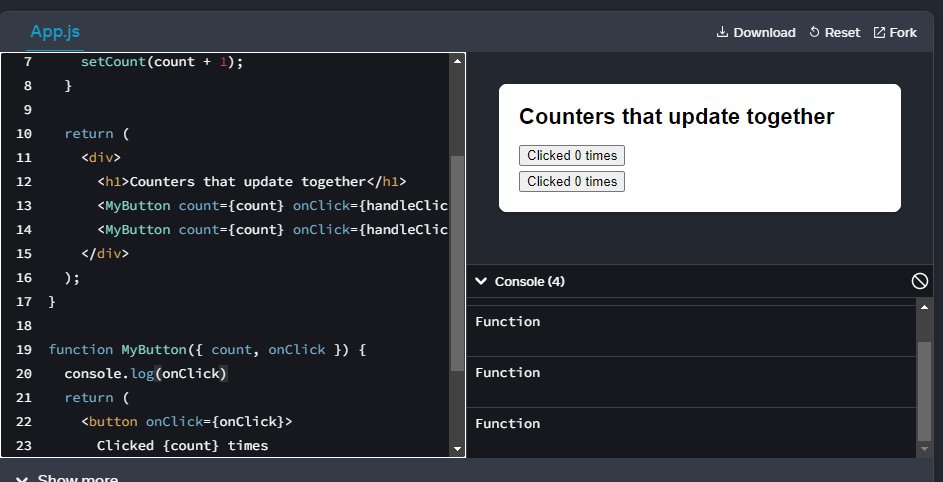 App.js
Download Reset Fork
7 setCount(count + 1);
8 }
9
10 return (
11 <div>
12 <h1>Counters that update together</h1>
13 <MyButton count={count} onClick={handleClic
14 <MyButton count={count} onClick={handleClic
15 </div>
16 );
17 }
18
19 function MyButton({ count, onClick }) {
20 console.log(onClick)
21 return (
22 <button onClick={onClick}>
23 Clicked {count} times
Counters that update together
Clicked 0 times
Clicked 0 times
Console (4)
Function
Function
Function
Show more